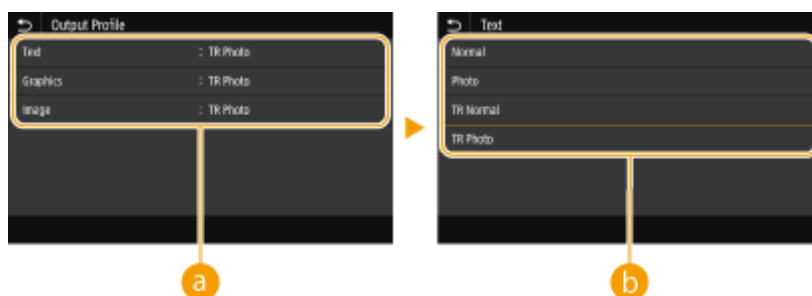 Output Profile
Text : TR Photo
Graphics : TR Photo
Image : TR Photo
a
Text
Normal
Photo
TR Normal
TR Photo
b